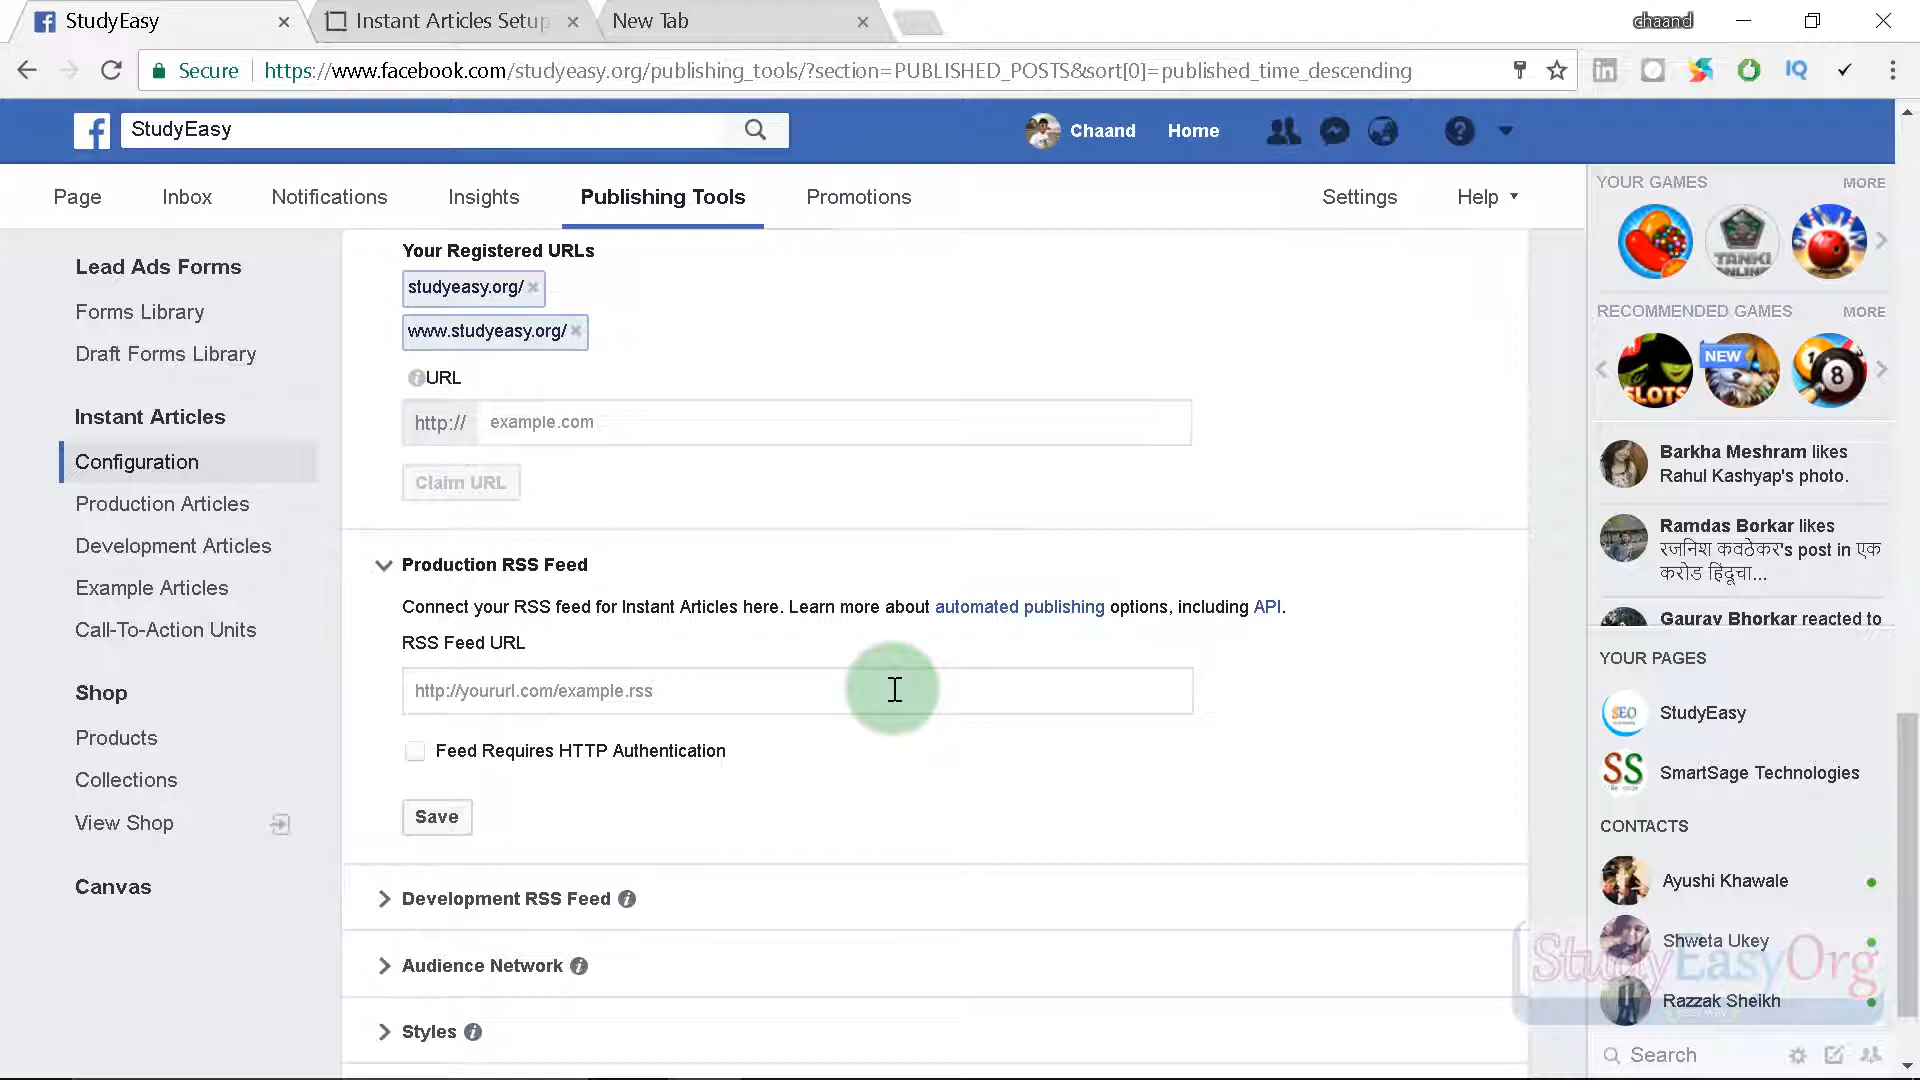 StudyEasy
Instant Articles Setup
New Tab
chaand
Secure
https://www.facebook.com/studyeasy.org/publishing_tools/?section=PUBLISHED_POSTS&sort[0]=published_time_descending
IQ
StudyEasy
Chaand
Home
Page
Inbox
Notifications
Insights
Publishing Tools
Promotions
Settings
Help
Lead Ads Forms
Forms Library
Draft Forms Library
Instant Articles
Configuration
Production Articles
Development Articles
Example Articles
Call-To-Action Units
Shop
Products
Collections
View Shop
Canvas
Your Registered URLs
studyeasy.org/
www.studyeasy.org/
URL
http://
example.com
Claim URL
Production RSS Feed
Connect your RSS feed for Instant Articles here. Learn more about automated publishing options, including API.
RSS Feed URL
http://yoururl.com/example.rss
Feed Requires HTTP Authentication
Save
Development RSS Feed
Audience Network
Styles
YOUR GAMES
MORE
TANKI
ONLINE
RECOMMENDED GAMES
MORE
SLOTS
NEW
8
Barkha Meshram likes
Rahul Kashyap's photo.
Ramdas Borkar likes
रजनिश कवठेकर's post in एक
करोड हिंदूचा...
Gaurav Bhorkar reacted to
YOUR PAGES
SEO
StudyEasy
SS
SmartSage Technologies
CONTACTS
Ayushi Khawale
Shweta Ukey
StudyEasyOrg
Razzak Sheikh
Search